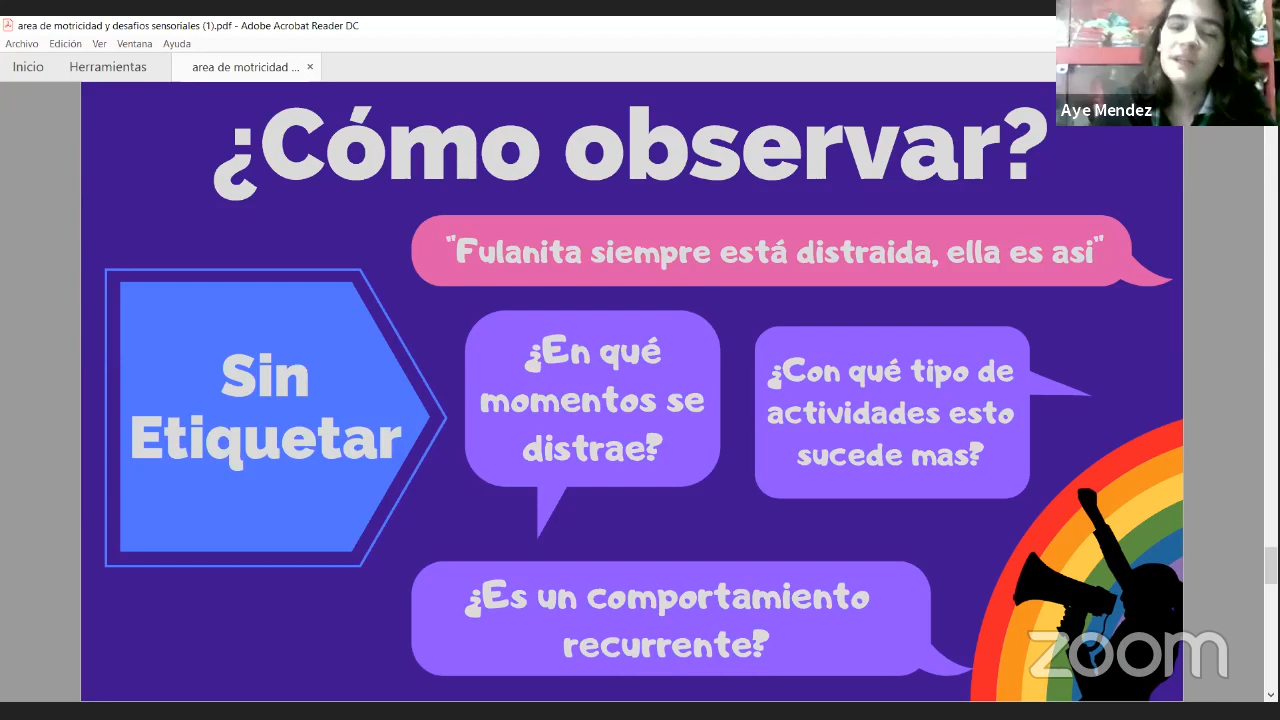 area de motricidad y desafios sensoriales (1).pdf - Adobe Acrobat Reader DC
Archivo Edición Ver Ventana Ayuda
Inicio Herramientas area de motricidad ... ×
Aye Mendez
¿Cómo observar?
"Fulanita siempre está distraida, ella es asi"
Sin
Etiquetar
¿En qué
momentos se
distrae?
¿Con qué tipo de
actividades esto
sucede mas?
¿Es un comportamiento
recurrente?
zoom